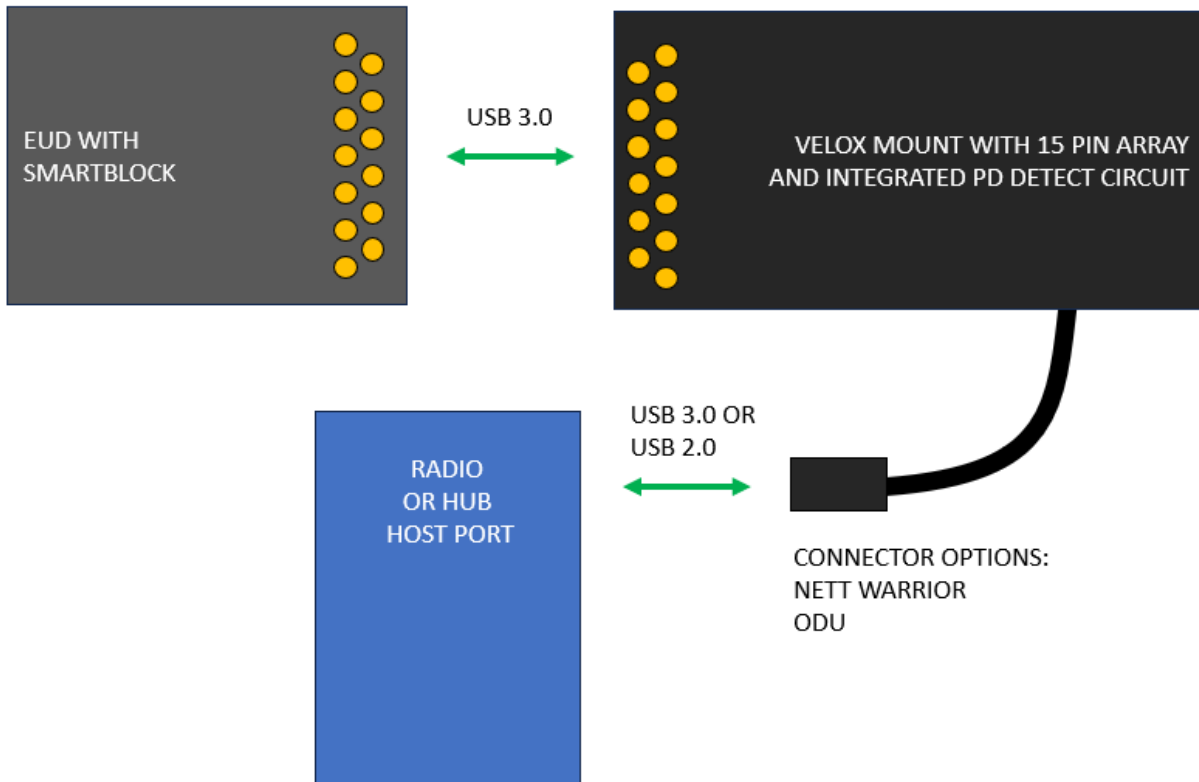 EUD WITH
SMARTBLOCK
USB 3.0
VELOX MOUNT WITH 15 PIN ARRAY
AND INTEGRATED PD DETECT CIRCUIT
RADIO
OR HUB
HOST PORT
USB 3.0 OR
USB 2.0
CONNECTOR OPTIONS:
NETT WARRIOR
ODU